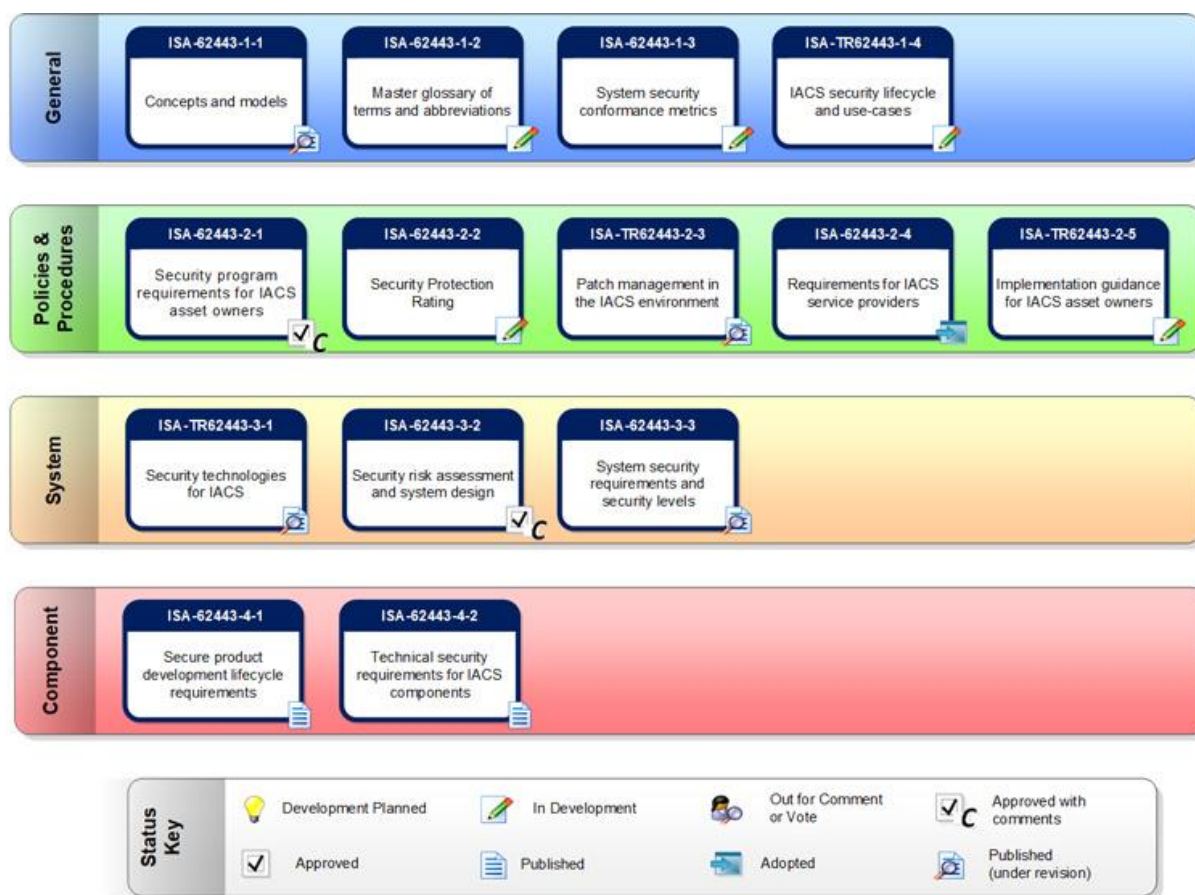 General
ISA-62443-1-1
Concepts and models
ISA-62443-1-2
Master glossary of
terms and abbreviations
ISA-62443-1-3
System security
conformance metrics
ISA-TR62443-1-4
IACS security lifecycle
and use-cases
Policies &
Procedures
ISA-62443-2-1
Security program
requirements for IACS
asset owners
C
ISA-62443-2-2
Security Protection
Rating
ISA-TR62443-2-3
Patch management in
the IACS environment
ISA-62443-2-4
Requirements for IACS
service providers
ISA-TR62443-2-5
Implementation guidance
for IACS asset owners
System
ISA-TR62443-3-1
Security technologies
for IACS
ISA-62443-3-2
Security risk assessment
and system design
C
ISA-62443-3-3
System security
requirements and
security levels
Component
ISA-62443-4-1
Secure product
development lifecycle
requirements
ISA-62443-4-2
Technical security
requirements for IACS
components
Status
Key
Development Planned
In Development
Out for Comment
or Vote
C
Approved with
comments
Approved
Published
Adopted
Published
(under revision)